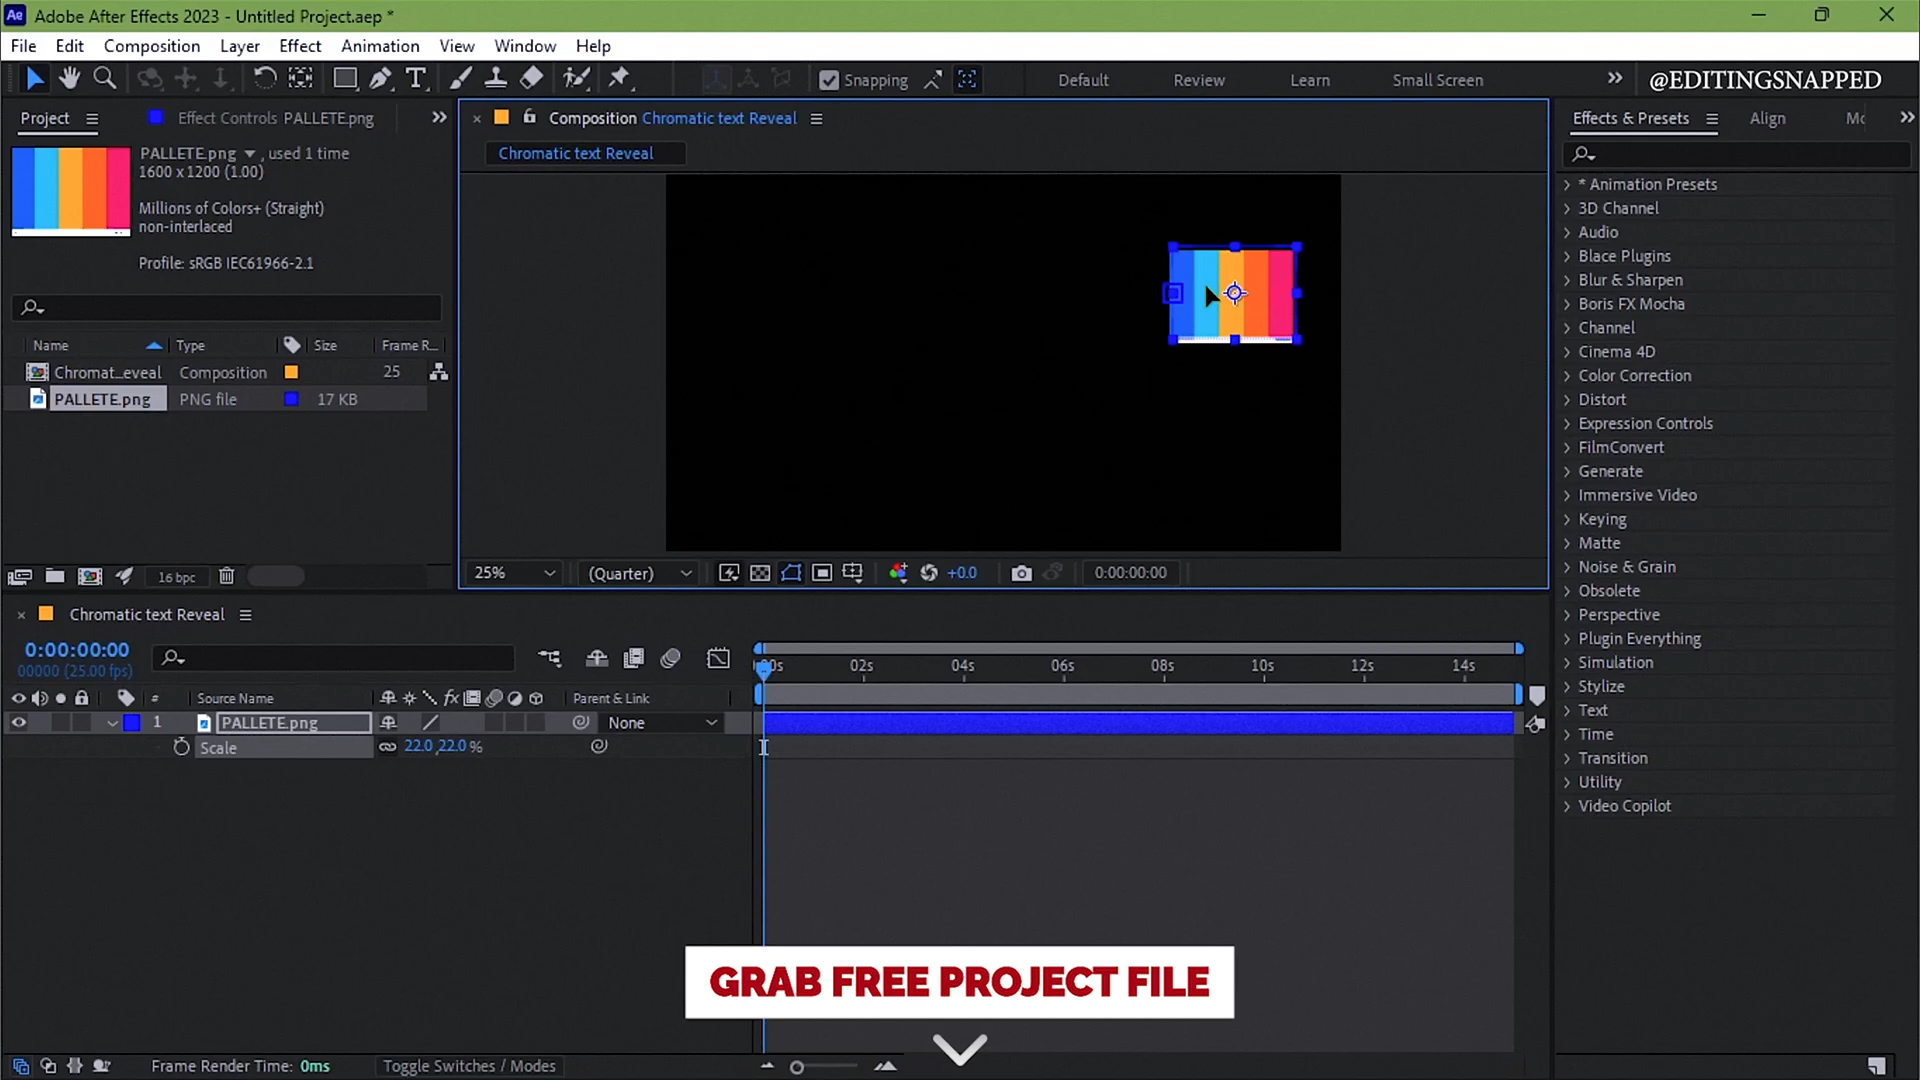 Ae Adobe After Effects 2023 - Untitled Project.aep *
File Edit Composition Layer Effect Animation View Window Help
Snapping Default Review Learn Small Screen @EDITINGSNAPPED
Project Effect Controls PALLETE.png
PALLETE.png , used 1 time
1600 x 1200 (1.00)
Millions of Colors+ (Straight)
non-interlaced
Profile: sRGB IEC61966-2.1
Name Type Size Frame R...
Chromat...eveal Composition 25
PALLETE.png PNG file 17 KB
16 bpc
Composition Chromatic text Reveal
Chromatic text Reveal
25% (Quarter) +0.0 0:00:00:00
Effects & Presets Align
* Animation Presets
3D Channel
Audio
Blace Plugins
Blur & Sharpen
Boris FX Mocha
Channel
Cinema 4D
Color Correction
Distort
Expression Controls
FilmConvert
Generate
Immersive Video
Keying
Matte
Noise & Grain
Obsolete
Perspective
Plugin Everything
Simulation
Stylize
Text
Time
Transition
Utility
Video Copilot
Chromatic text Reveal
0:00:00:00
00000 (25.00 fps)
02s 04s 06s 08s 10s 12s 14s
# Source Name fx Parent & Link
1 PALLETE.png None
Scale 22.0,22.0 %
GRAB FREE PROJECT FILE
Frame Render Time: 0ms Toggle Switches / Modes